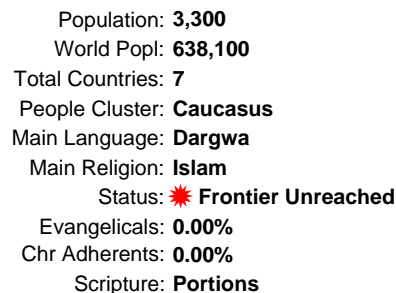 Population: 3,300
World Popl: 638,100
Total Countries: 7
People Cluster: Caucasus
Main Language: Dargwa
Main Religion: Islam
Status: Frontier Unreached
Evangelicals: 0.00%
Chr Adherents: 0.00%
Scripture: Portions